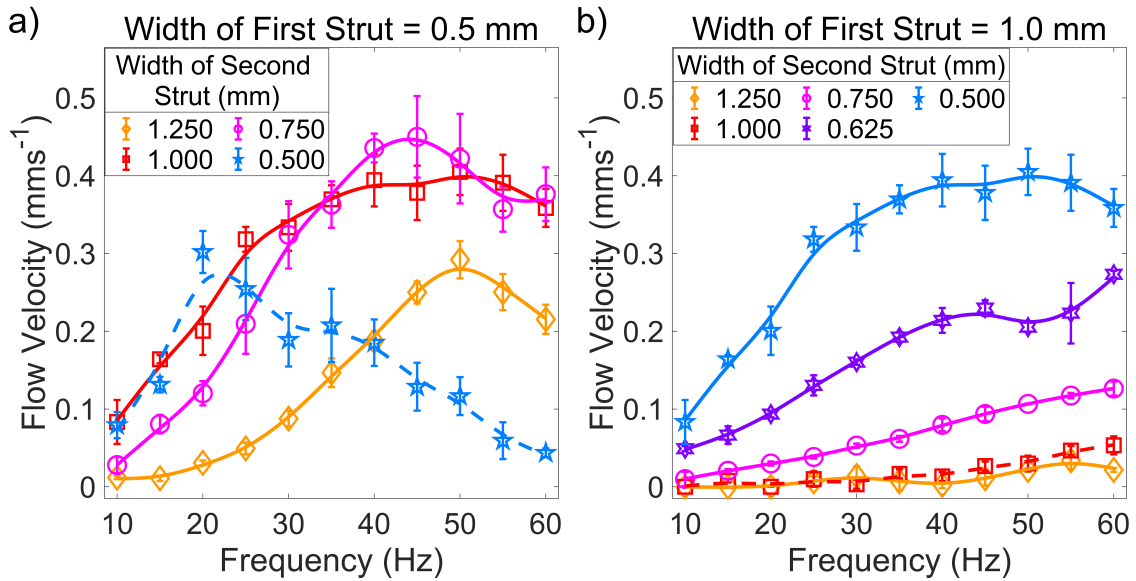 a)
Width of First Strut = 0.5 mm
Width of Second
Strut (mm)
1.250 0.750
1.000 0.500
Flow Velocity (mms⁻¹)
0.5
0.4
0.3
0.2
0.1
0
10 20 30 40 50 60
Frequency (Hz)
b)
Width of First Strut = 1.0 mm
Width of Second Strut (mm)
1.250 0.750 0.500
1.000 0.625
Flow Velocity (mms⁻¹)
0.5
0.4
0.3
0.2
0.1
0
10 20 30 40 50 60
Frequency (Hz)